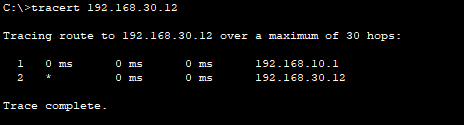 C:\>tracert 192.168.30.12
Tracing route to 192.168.30.12 over a maximum of 30 hops:
1 0 ms 0 ms 0 ms 192.168.10.1
2 * 0 ms 0 ms 192.168.30.12
Trace complete.